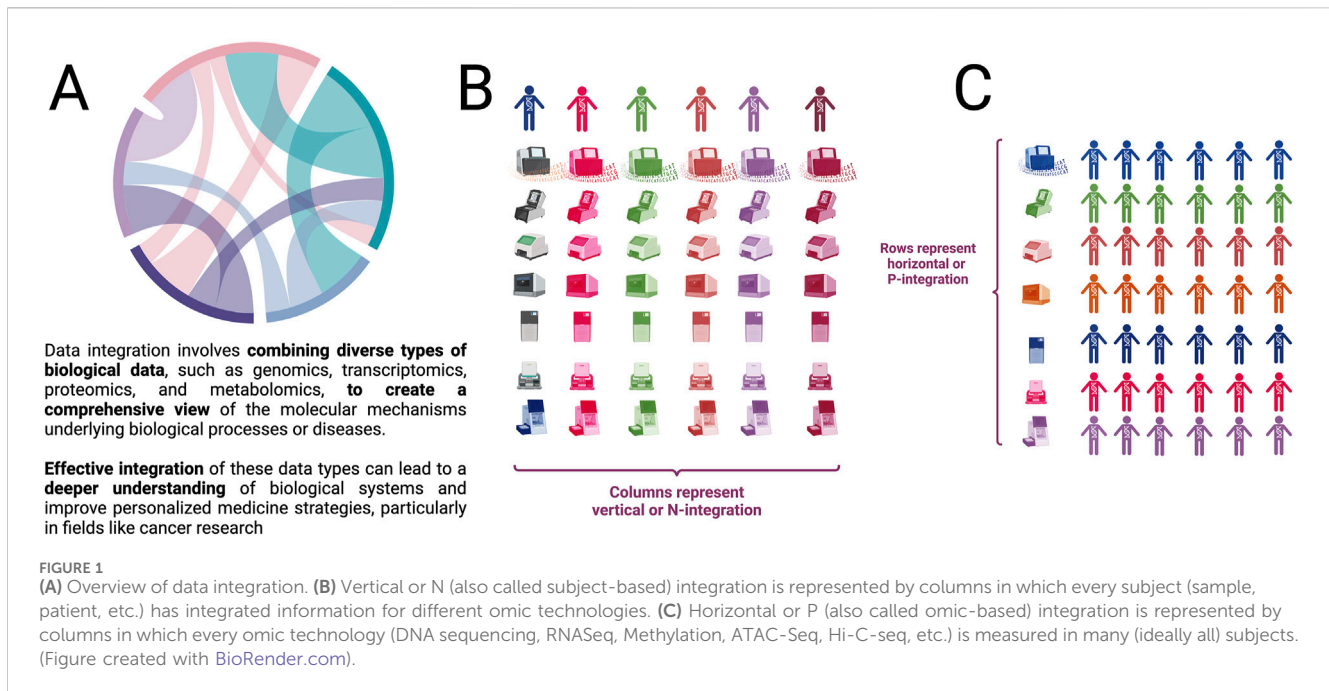 A
B
C
Data integration involves combining diverse types of
biological data, such as genomics, transcriptomics,
proteomics, and metabolomics, to create a
comprehensive view of the molecular mechanisms
underlying biological processes or diseases.
Effective integration of these data types can lead to a
deeper understanding of biological systems and
improve personalized medicine strategies, particularly
in fields like cancer research
Columns represent
vertical or N-integration
Rows represent
horizontal or
P-integration
FIGURE 1
(A) Overview of data integration. (B) Vertical or N (also called subject-based) integration is represented by columns in which every subject (sample,
patient, etc.) has integrated information for different omic technologies. (C) Horizontal or P (also called omic-based) integration is represented by
columns in which every omic technology (DNA sequencing, RNASeq, Methylation, ATAC-Seq, Hi-C-seq, etc.) is measured in many (ideally all) subjects.
(Figure created with BioRender.com).